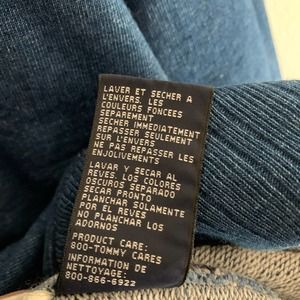 LAVER ET SECHER A
L'ENVERS. LES
COULEURS FONCEES
SEPAREMENT
SECHER IMMEDIATEMENT
REPASSER SEULEMENT
SUR L'ENVERS
NE PAS REPASSER LES
ENJOLIVEMENTS
LAVAR Y SECAR AL
REVES. LOS COLORES
OSCUROS SEPARADO
SECAR PRONTO
PLANCHAR SOLAMENTE
POR EL REVES
NO PLANCHAR LOS
ADORNOS
PRODUCT CARE:
800-TOMMY CARES
INFORMATION DE
NETTOYAGE:
800-866-6922